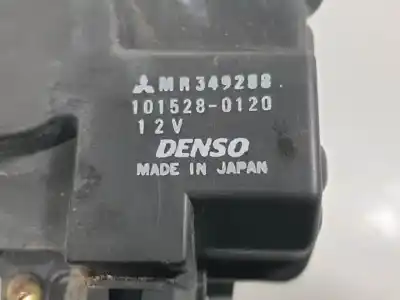 MR349288
101528-0120
12V
DENSO
MADE IN JAPAN